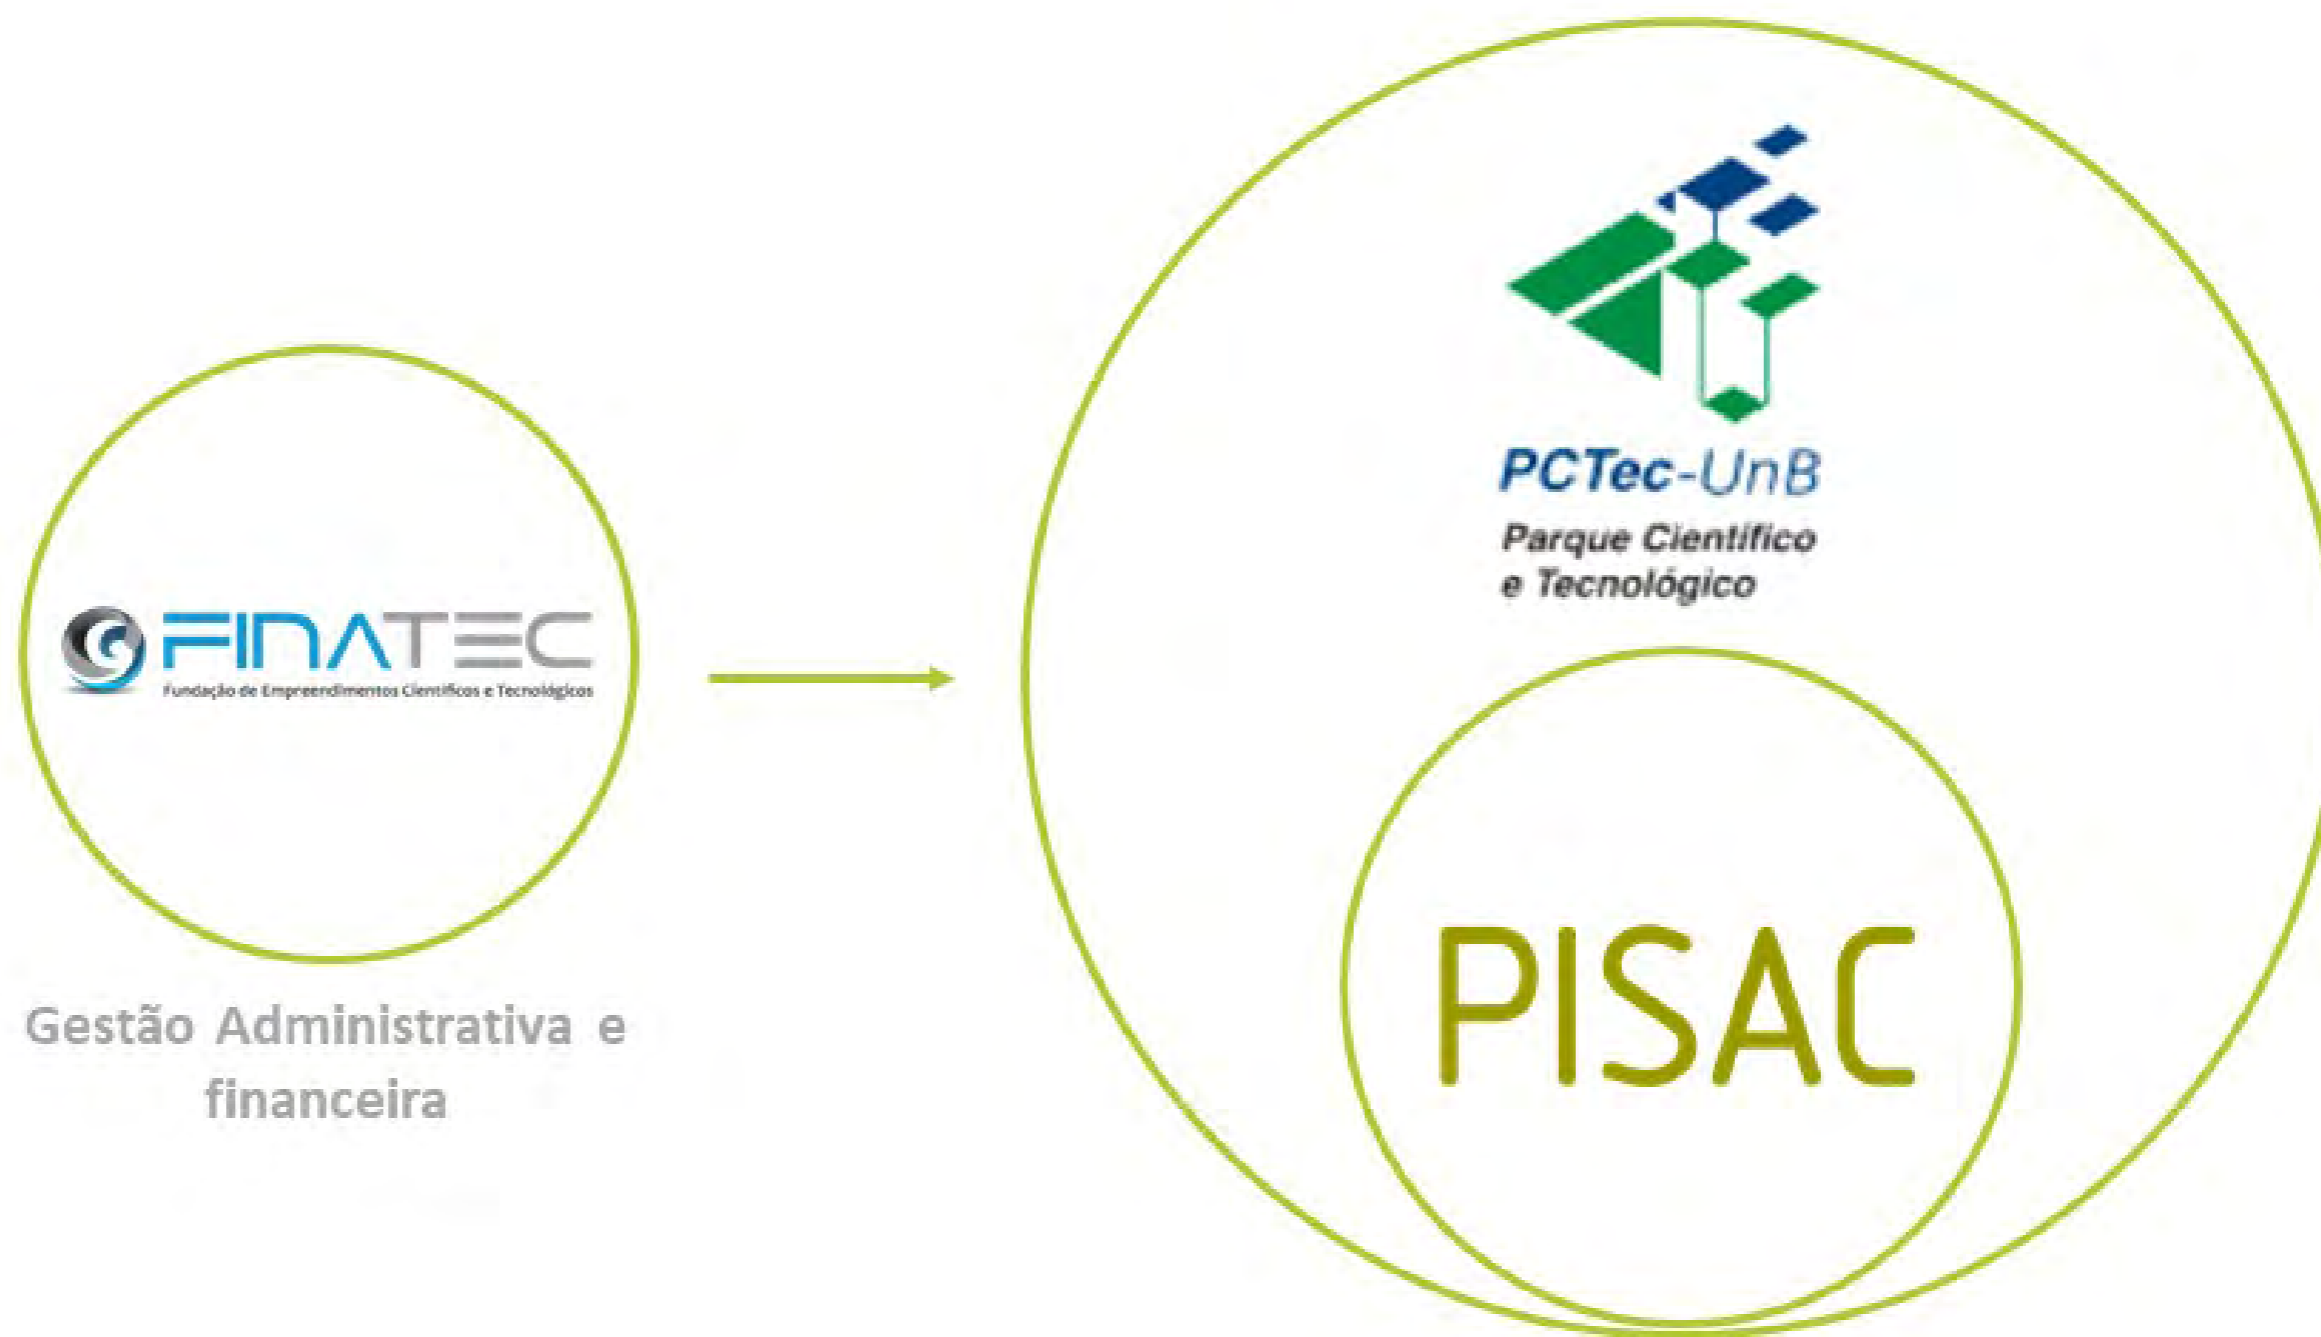 FINATEC
Fundação de Empreendimentos Científicos e Tecnológicos
Gestão Administrativa e
financeira
PCTec-UnB
Parque Científico
e Tecnológico
PISAC